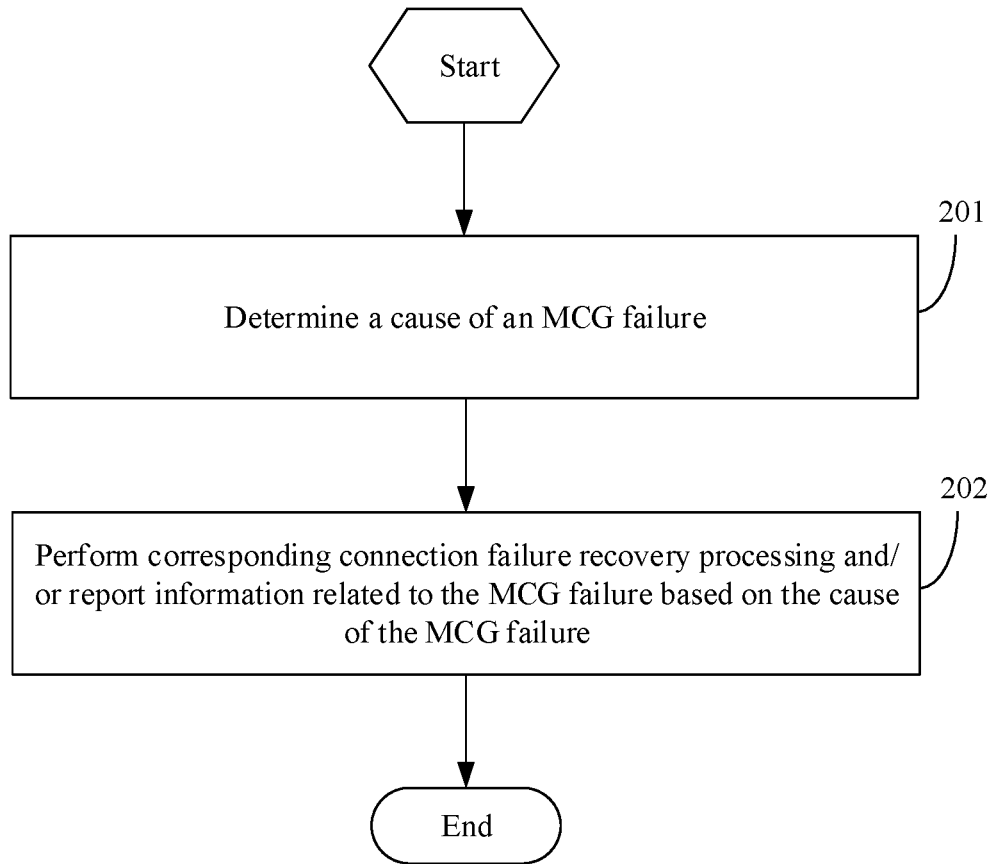 Start
201
Determine a cause of an MCG failure
202
Perform corresponding connection failure recovery processing and/
or report information related to the MCG failure based on the cause
of the MCG failure
End